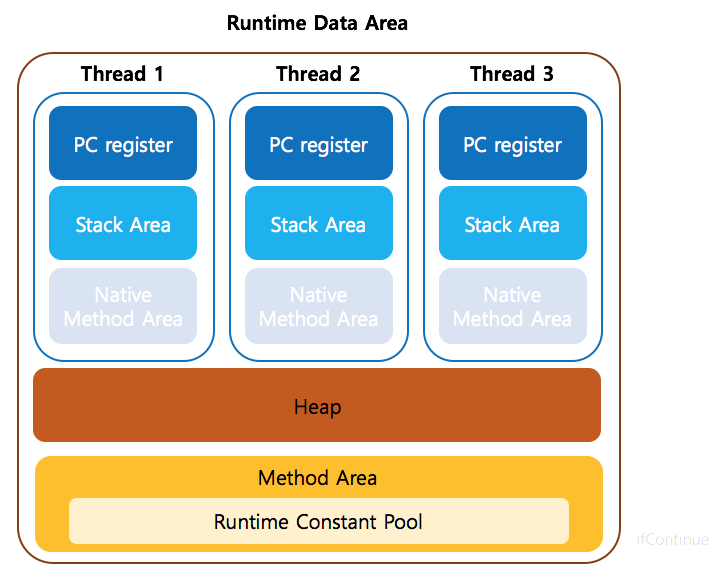 Runtime Data Area
Thread 1
Thread 2
Thread 3
PC register
PC register
PC register
Stack Area
Stack Area
Stack Area
Native
Method Area
Native
Method Area
Native
Method Area
Heap
Method Area
Runtime Constant Pool
ifContinue